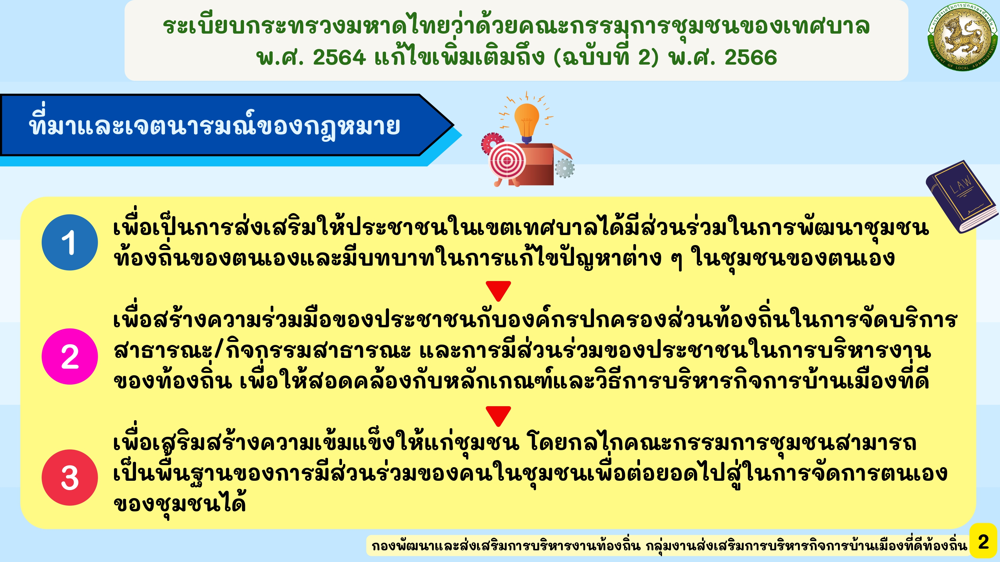 ระเบียบกระทรวงมหาดไทยว่าด้วยคณะกรรมการชุมชนของเทศบาล
พ.ศ. 2564 แก้ไขเพิ่มเติมถึง (ฉบับที่ 2) พ.ศ. 2566
กรมส่งเสริมการปกครองท้องถิ่น
DEPARTMENT OF LOCAL ADMINISTRATION
ที่มาและเจตนารมณ์ของกฎหมาย
LAW
1
เพื่อเป็นการส่งเสริมให้ประชาชนในเขตเทศบาลได้มีส่วนร่วมในการพัฒนาชุมชน
ท้องถิ่นของตนเองและมีบทบาทในการแก้ไขปัญหาต่าง ๆ ในชุมชนของตนเอง
2
เพื่อสร้างความร่วมมือของประชาชนกับองค์กรปกครองส่วนท้องถิ่นในการจัดบริการ
สาธารณะ/กิจกรรมสาธารณะ และการมีส่วนร่วมของประชาชนในการบริหารงาน
ของท้องถิ่น เพื่อให้สอดคล้องกับหลักเกณฑ์และวิธีการบริหารกิจการบ้านเมืองที่ดี
3
เพื่อเสริมสร้างความเข้มแข็งให้แก่ชุมชน โดยกลไกคณะกรรมการชุมชนสามารถ
เป็นพื้นฐานของการมีส่วนร่วมของคนในชุมชนเพื่อต่อยอดไปสู่ในการจัดการตนเอง
ของชุมชนได้
กองพัฒนาและส่งเสริมการบริหารงานท้องถิ่น กลุ่มงานส่งเสริมการบริหารกิจการบ้านเมืองที่ดีท้องถิ่น
2